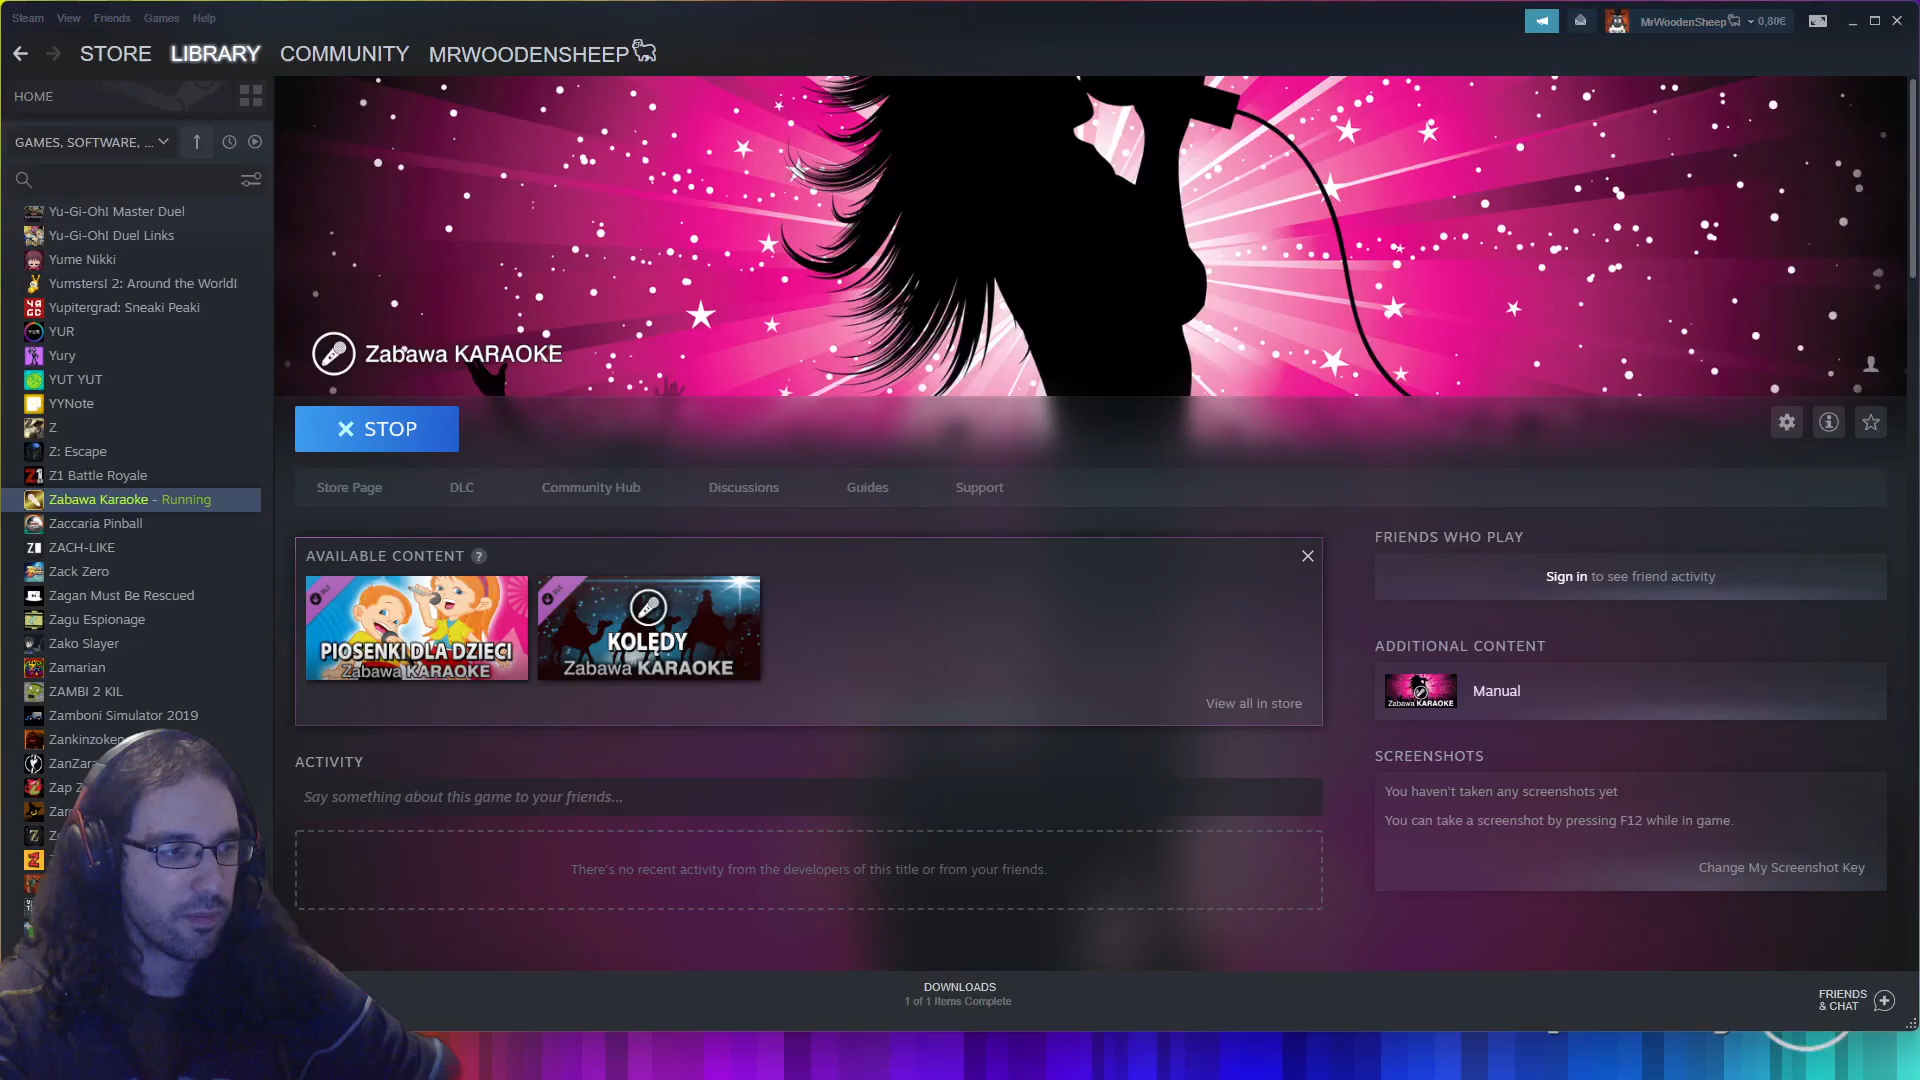 Steam View Friends Games Help
MrWoodenSheep 0,80€
STORE LIBRARY COMMUNITY MRWOODENSHEEP
HOME
GAMES, SOFTWARE, ...
Yu-Gi-Oh! Master Duel
Yu-Gi-Oh! Duel Links
Yume Nikki
Yumsters! 2: Around the World!
Yupitergrad: Sneaki Peaki
YUR
Yury
YUT YUT
YYNote
Z
Z: Escape
Z1 Battle Royale
Zabawa Karaoke - Running
Zaccaria Pinball
ZACH-LIKE
Zack Zero
Zagan Must Be Rescued
Zagu Espionage
Zako Slayer
Zamarian
ZAMBI 2 KIL
Zamboni Simulator 2019
Zankinzoken
ZanZara
Zap
Zabawa KARAOKE
STOP
Store Page DLC Community Hub Discussions Guides Support
AVAILABLE CONTENT ?
PIOSENKI DLA DZIECI
Zabawa KARAOKE
KOLĘDY
Zabawa KARAOKE
View all in store
ACTIVITY
Say something about this game to your friends...
There's no recent activity from the developers of this title or from your friends.
FRIENDS WHO PLAY
Sign in to see friend activity
ADDITIONAL CONTENT
Zabawa KARAOKE
Manual
SCREENSHOTS
You haven't taken any screenshots yet
You can take a screenshot by pressing F12 while in game.
Change My Screenshot Key
DOWNLOADS
1 of 1 Items Complete
FRIENDS
& CHAT